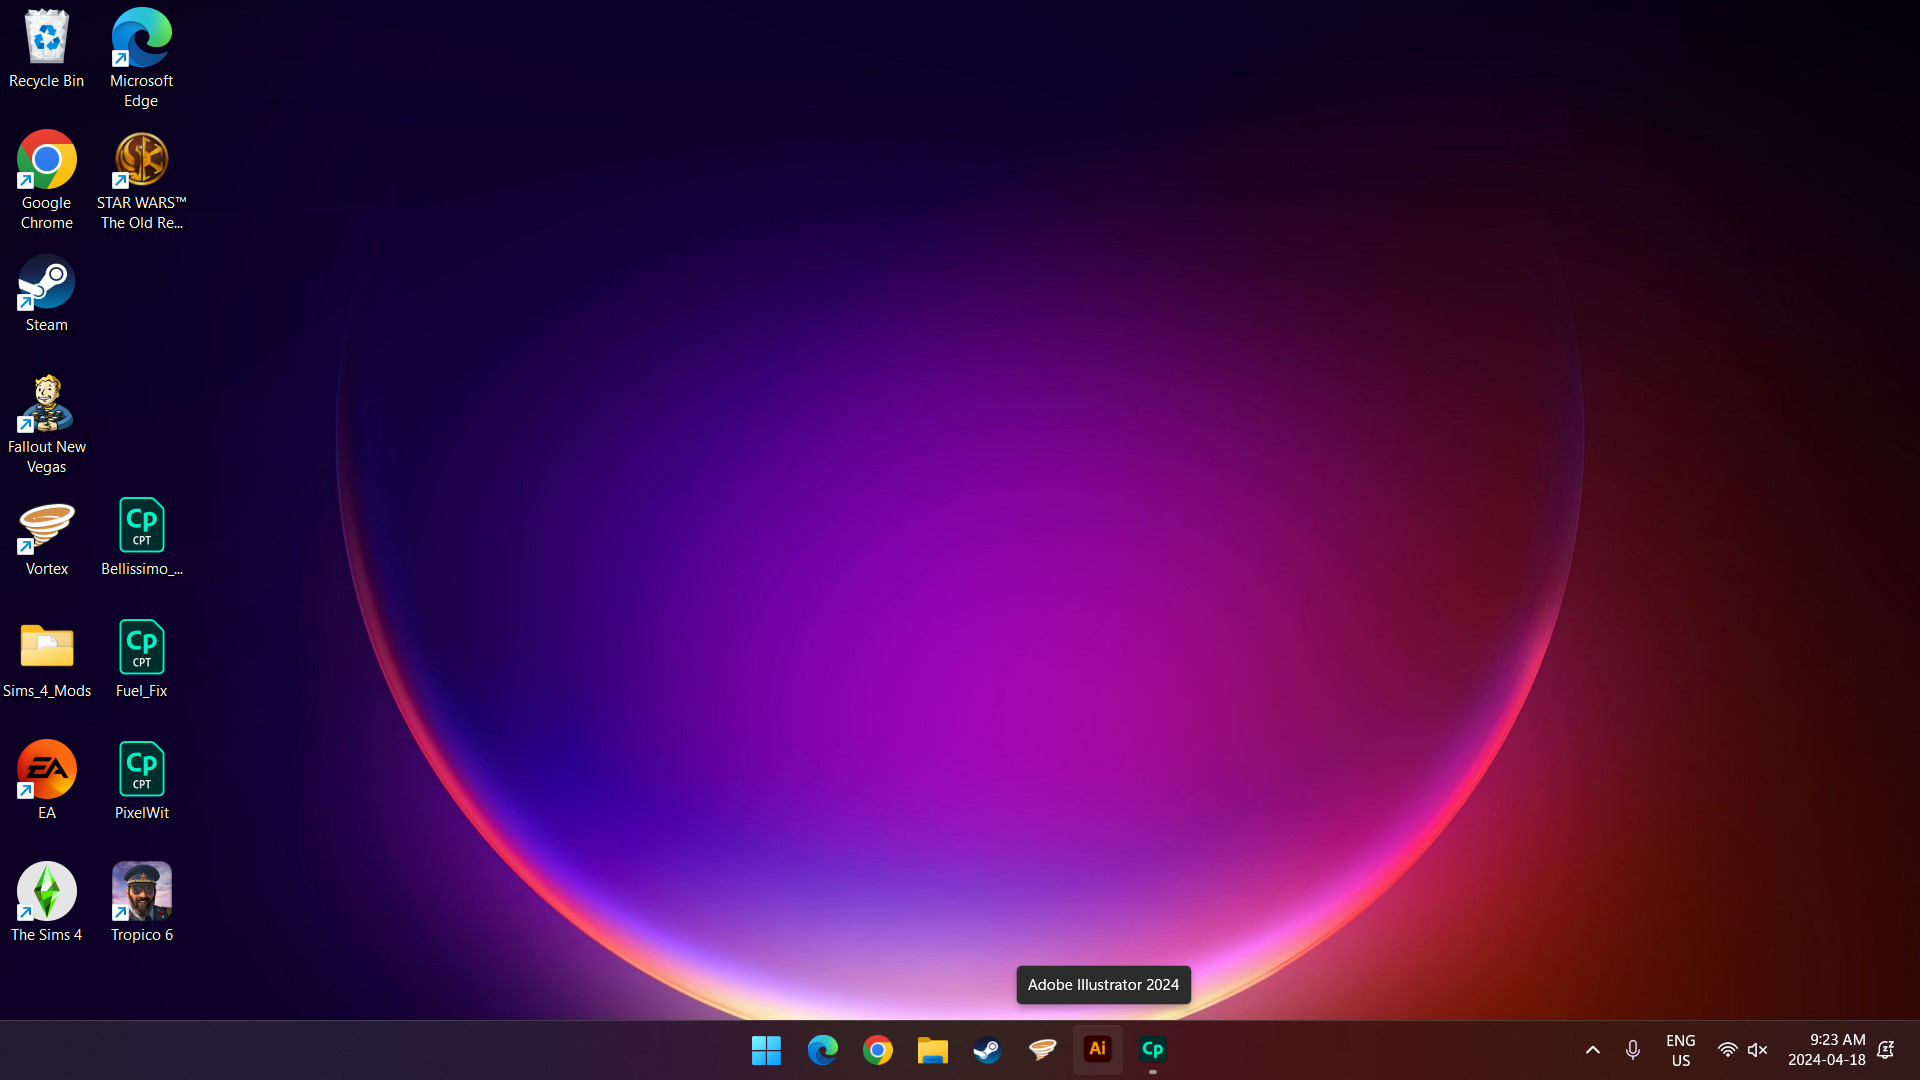 Recycle Bin
Microsoft
Edge
Google
Chrome
STAR WARS™
The Old Re...
Steam
Fallout New
Vegas
Vortex
Cp
CPT
Bellissimo_...
Sims_4_Mods
Cp
CPT
Fuel_Fix
EA
EA
Cp
CPT
PixelWit
The Sims 4
Tropico 6
Adobe Illustrator 2024
Ai
Cp
ENG
US
9:23 AM
2024-04-18